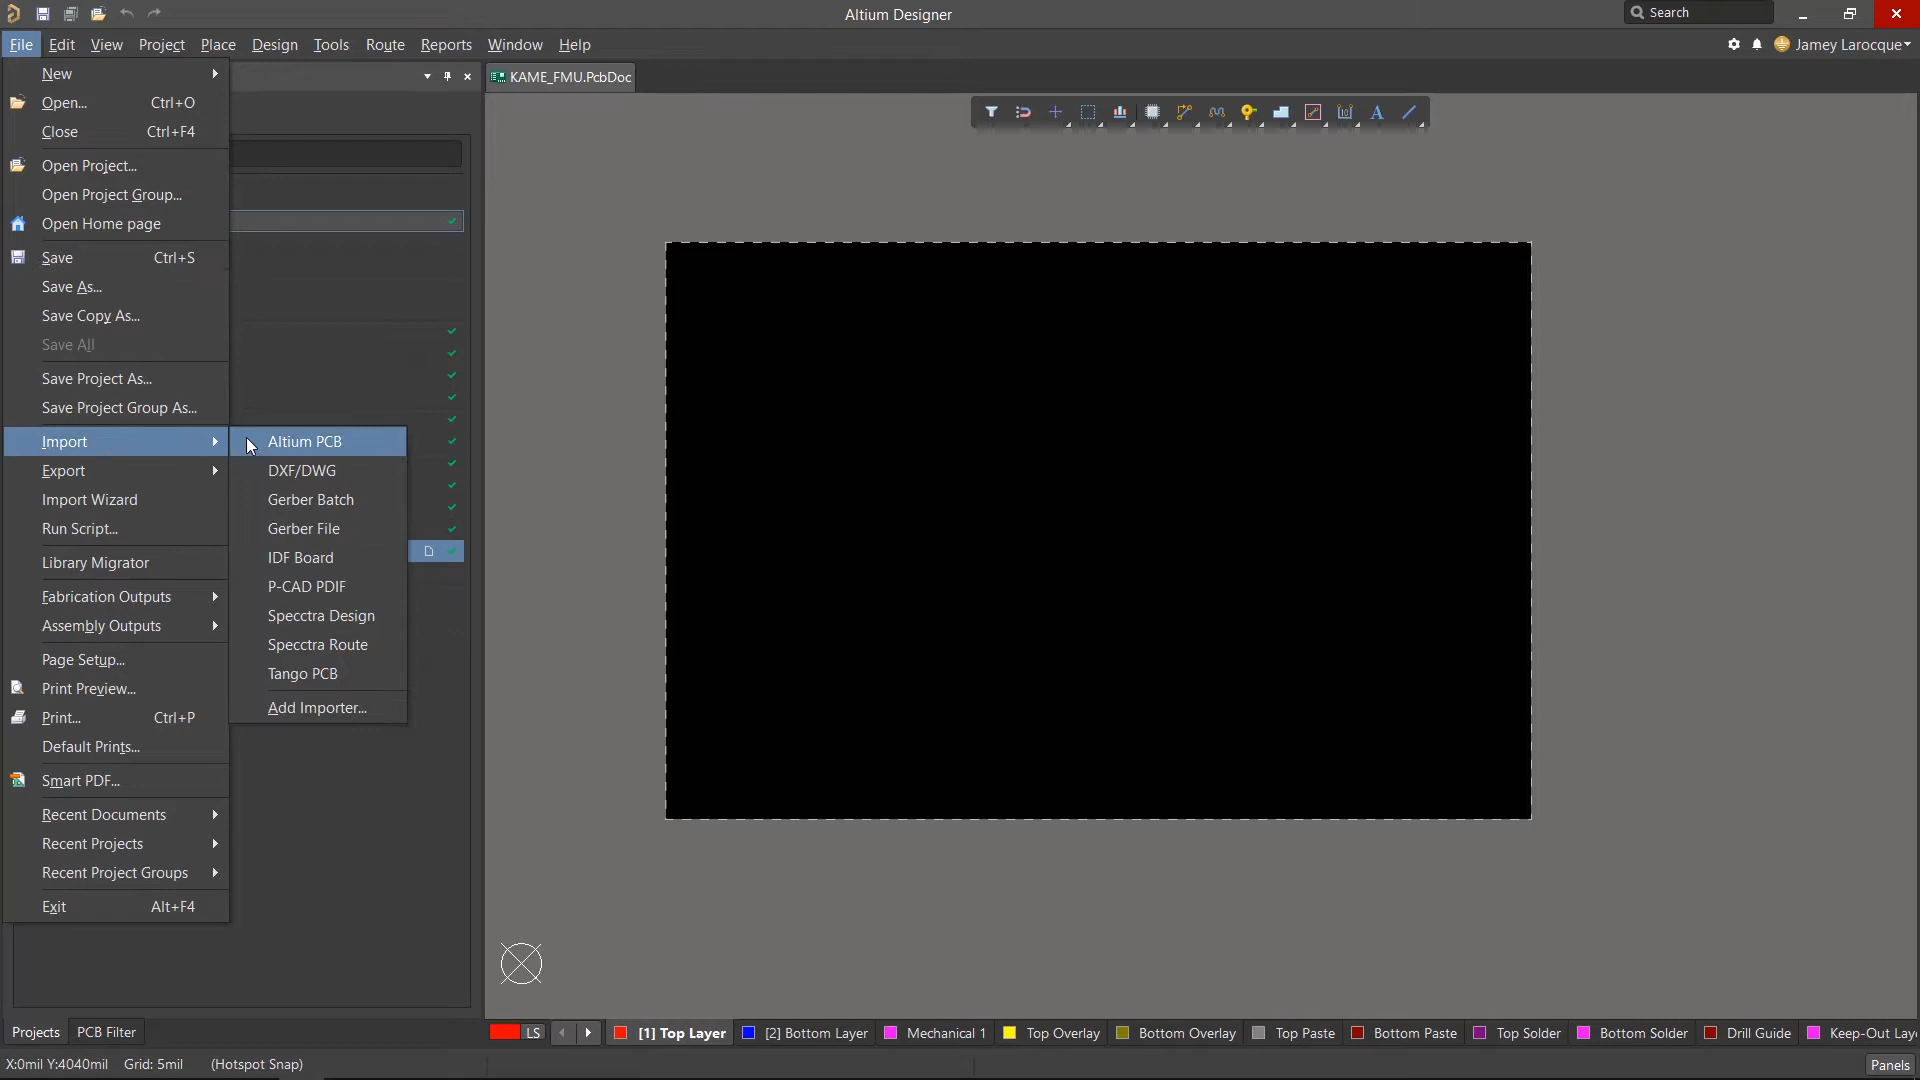 Altium Designer
Search
File Edit View Project Place Design Tools Route Reports Window Help
Jamey Larocque
New
Open... Ctrl+O
Close Ctrl+F4
Open Project...
Open Project Group...
Open Home page
Save Ctrl+S
Save As...
Save Copy As...
Save All
Save Project As...
Save Project Group As...
Import
Export
Import Wizard
Run Script...
Library Migrator
Fabrication Outputs
Assembly Outputs
Page Setup...
Print Preview...
Print... Ctrl+P
Default Prints...
Smart PDF...
Recent Documents
Recent Projects
Recent Project Groups
Exit Alt+F4
Altium PCB
DXF/DWG
Gerber Batch
Gerber File
IDF Board
P-CAD PDIF
Specctra Design
Specctra Route
Tango PCB
Add Importer...
KAME_FMU.PcbDoc
Projects PCB Filter
LS [1] Top Layer [2] Bottom Layer Mechanical 1 Top Overlay Bottom Overlay Top Paste Bottom Paste Top Solder Bottom Solder Drill Guide Keep-Out Lay
X:0mil Y:4040mil Grid: 5mil (Hotspot Snap)
Panels